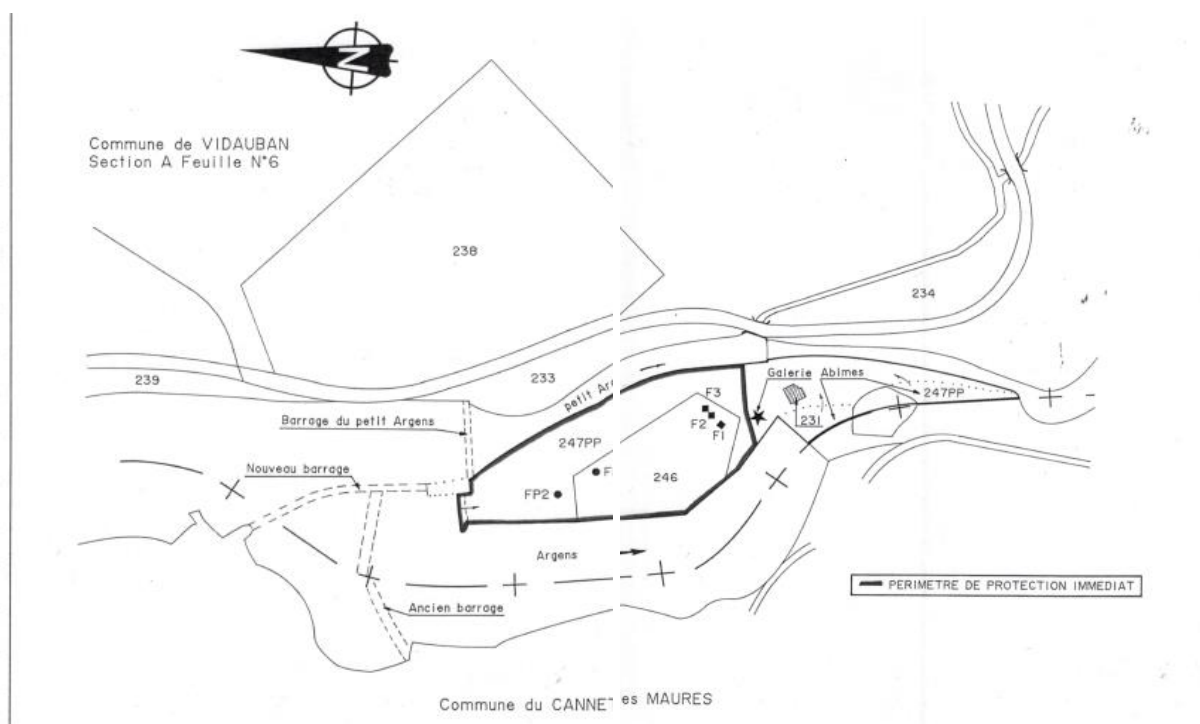 N
Commune de VIDAUBAN
Section A Feuille N°6
238
234
239
233
petit Ar
Galerie Abimes
247PP
231
F3
F2
F1
Barrage du petit Argens
247PP
Nouveau barrage
F
246
FP2
Argens
PERIMETRE DE PROTECTION IMMEDIAT
Ancien barrage
Commune du CANNET es MAURES